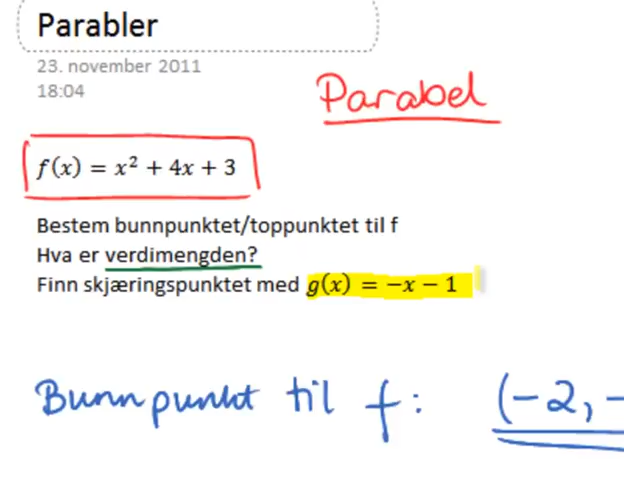 Parabler
23. november 2011
18:04
Parabel
f(x) = x² + 4x + 3
Bestem bunnpunktet/toppunktet til f
Hva er verdimengden?
Finn skjæringspunktet med g(x) = −x − 1
Bunnpunkt til f: (−2, −